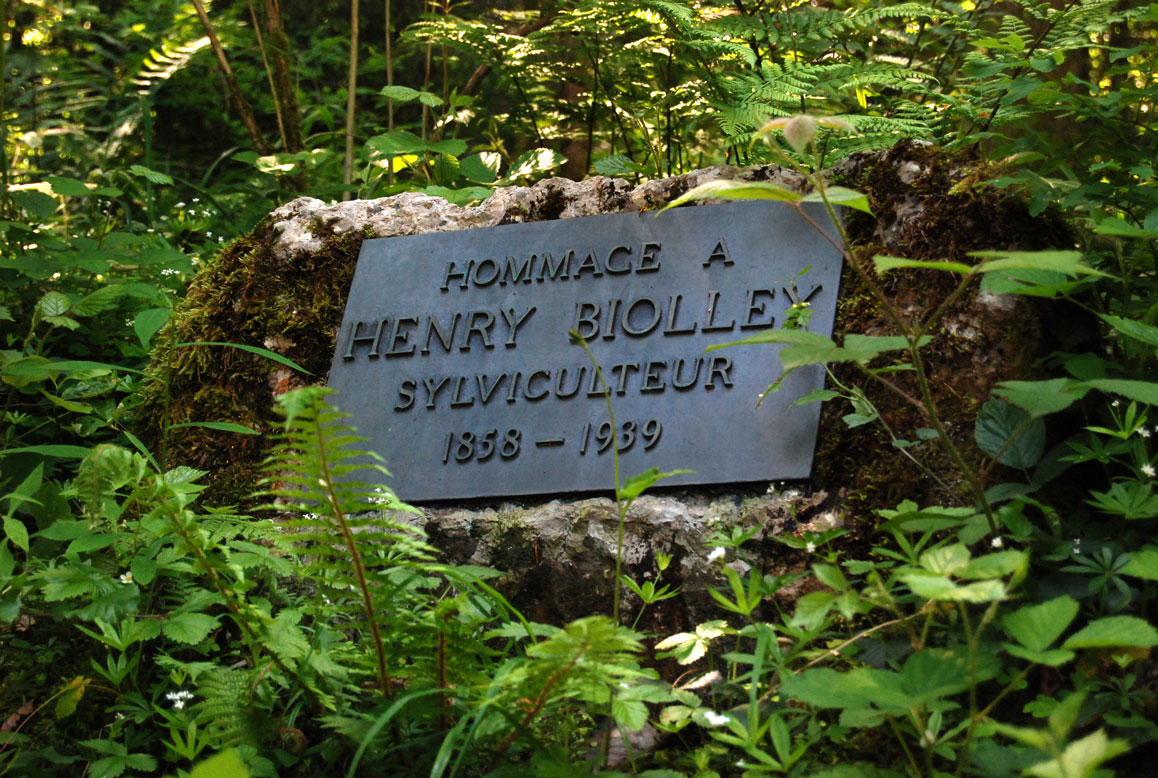 HOMMAGE A
HENRY BIOLLEY
SYLVICULTEUR
1858 – 1939